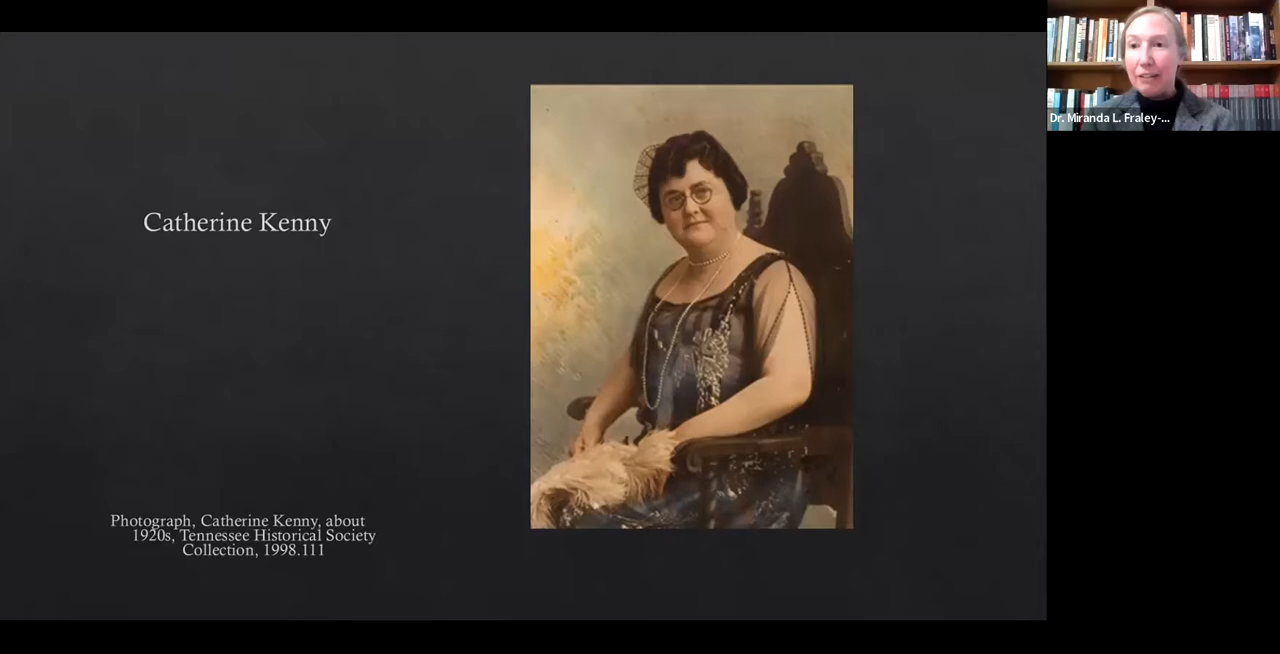 Catherine Kenny
Photograph, Catherine Kenny, about
1920s, Tennessee Historical Society
Collection, 1998.111
Dr. Miranda L. Fraley-...